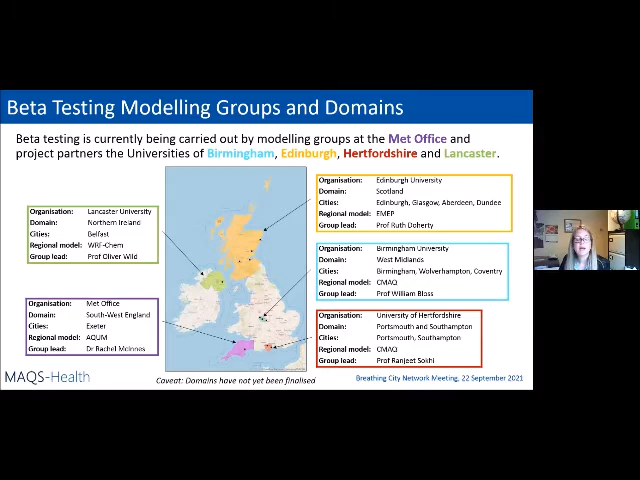 Beta Testing Modelling Groups and Domains
Beta testing is currently being carried out by modelling groups at the Met Office and
project partners the Universities of Birmingham, Edinburgh, Hertfordshire and Lancaster.
Organisation: Edinburgh University
Domain: Scotland
Cities: Edinburgh, Glasgow, Aberdeen, Dundee
Regional model: EMEP
Group lead: Prof Ruth Doherty
Organisation: Lancaster University
Domain: Northern Ireland
Cities: Belfast
Regional model: WRF-Chem
Group lead: Prof Oliver Wild
Organisation: Birmingham University
Domain: West Midlands
Cities: Birmingham, Wolverhampton, Coventry
Regional model: CMAQ
Group lead: Prof William Bloss
Organisation: Met Office
Domain: South-West England
Cities: Exeter
Regional model: AQUM
Group lead: Dr Rachel McInnes
Organisation: University of Hertfordshire
Domain: Portsmouth and Southampton
Cities: Portsmouth, Southampton
Regional model: CMAQ
Group lead: Prof Ranjeet Sokhi
MAQS-Health
Caveat: Domains have not yet been finalised
Breathing City Network Meeting, 22 September 2021